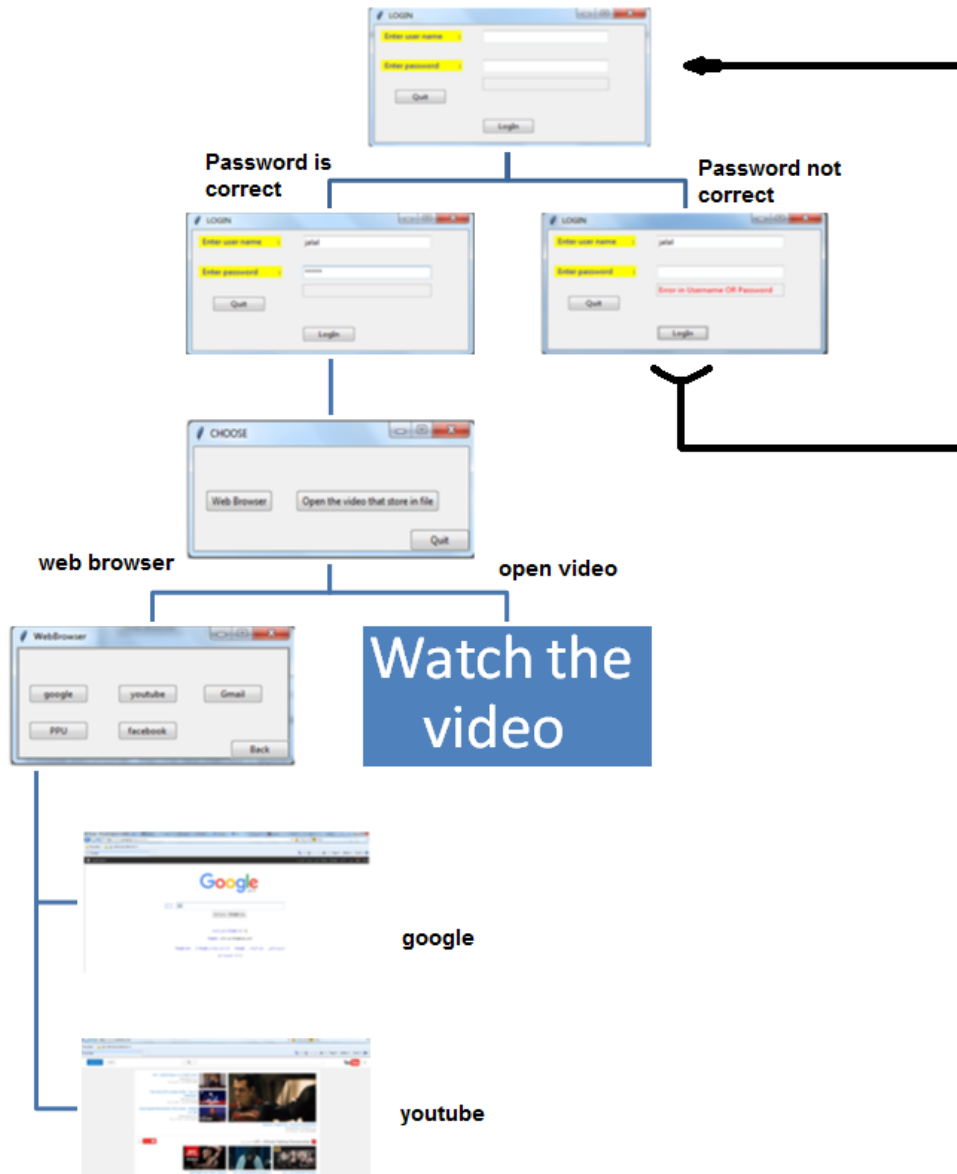 LOGIN
Enter user name :
Enter password :
Quit
LogIn
Password is
correct
Password not
correct
LOGIN
Enter user name : jalal
Enter password : ******
Quit
LogIn
LOGIN
Enter user name : jalal
Enter password :
Error in Username OR Password
Quit
LogIn
CHOOSE
Web Browser Open the video that store in file
Quit
web browser
open video
WebBrowser
google youtube Gmail
PPU facebook
Back
Watch the
video
Google
google
youtube